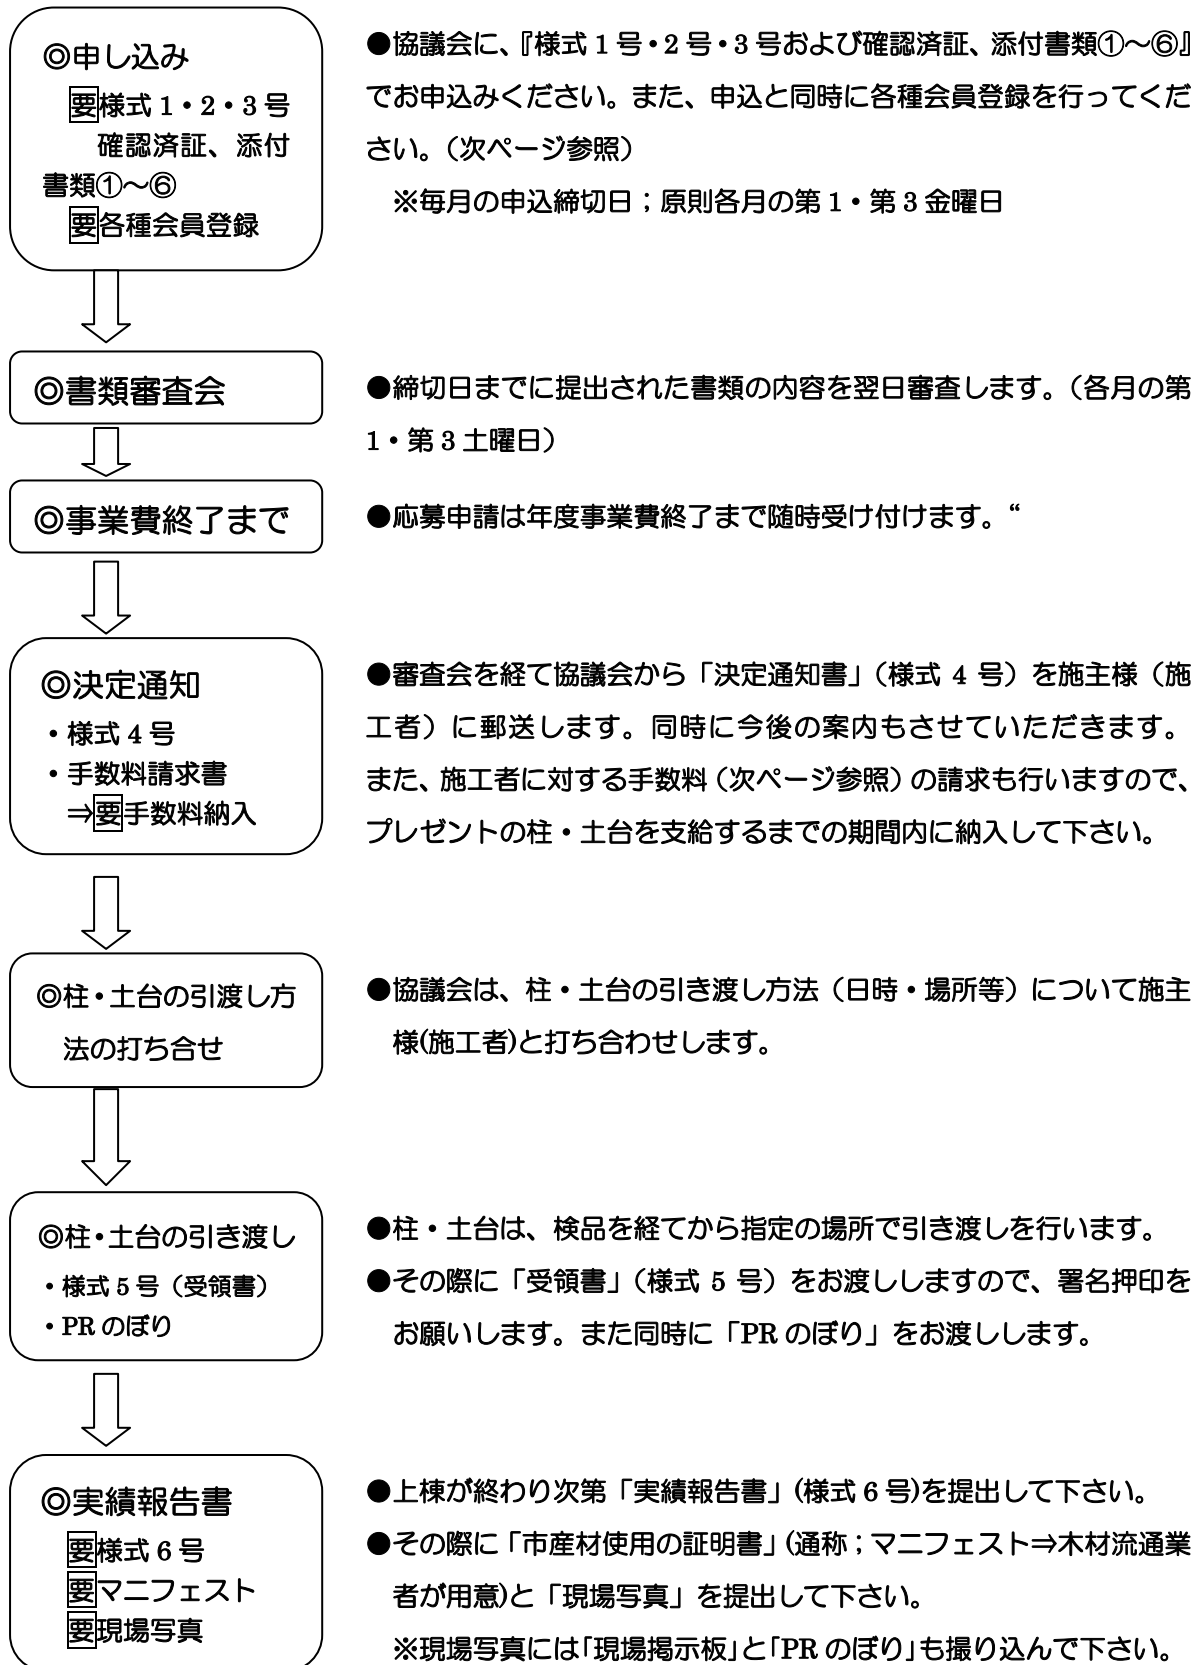 ◎申し込み
要様式1・2・3号
確認済証、添付
書類①～⑥
要各種会員登録
●協議会に、『様式1号・2号・3号および確認済証、添付書類①～⑥』
でお申込みください。また、申込と同時に各種会員登録を行ってくだ
さい。（次ページ参照）
※毎月の申込締切日；原則各月の第1・第3金曜日
◎書類審査会
●締切日までに提出された書類の内容を翌日審査します。（各月の第
1・第3土曜日）
◎事業費終了まで
●応募申請は年度事業費終了まで随時受け付けます。“
◎決定通知
・様式4号
・手数料請求書
⇒要手数料納入
●審査会を経て協議会から「決定通知書」（様式4号）を施主様（施
工者）に郵送します。同時に今後の案内もさせていただきます。
また、施工者に対する手数料（次ページ参照）の請求も行いますので、
プレゼントの柱・土台を支給するまでの期間内に納入して下さい。
◎柱・土台の引渡し方
法の打ち合せ
●協議会は、柱・土台の引き渡し方法（日時・場所等）について施主
様(施工者)と打ち合わせします。
◎柱・土台の引き渡し
・様式5号（受領書）
・PRのぼり
●柱・土台は、検品を経てから指定の場所で引き渡しを行います。
●その際に「受領書」（様式5号）をお渡ししますので、署名押印を
お願いします。また同時に「PRのぼり」をお渡しします。
◎実績報告書
要様式6号
要マニフェスト
要現場写真
●上棟が終わり次第「実績報告書」(様式6号)を提出して下さい。
●その際に「市産材使用の証明書」(通称；マニフェスト⇒木材流通業
者が用意)と「現場写真」を提出して下さい。
※現場写真には「現場掲示板」と「PRのぼり」も撮り込んで下さい。